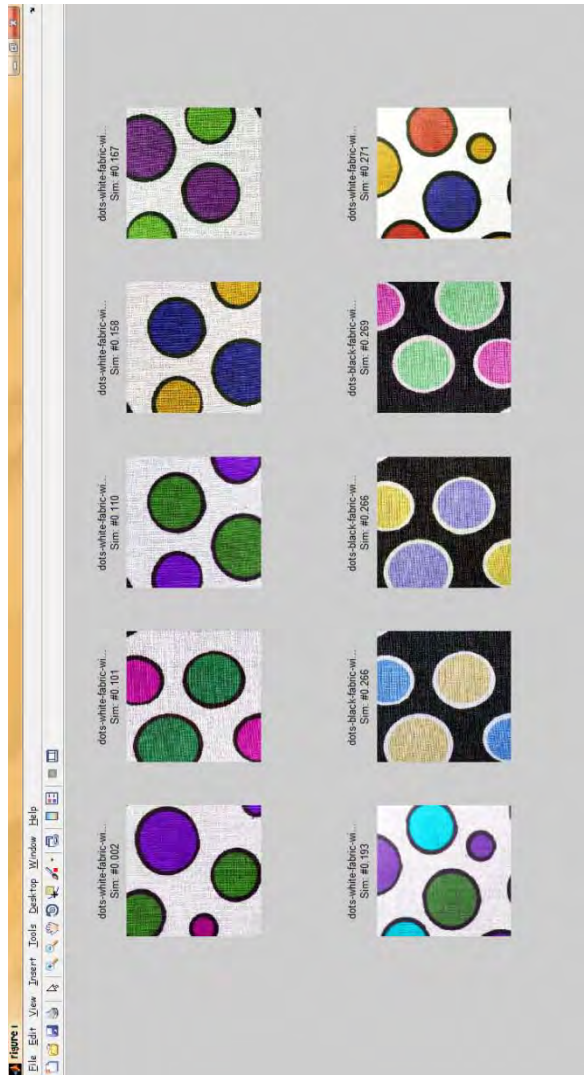 Figure 1
File Edit View Insert Tools Desktop Window Help
dots-white-fabric-wi...
Sim: #0.002
dots-white-fabric-wi...
Sim: #0.101
dots-white-fabric-wi...
Sim: #0.110
dots-white-fabric-wi...
Sim: #0.158
dots-white-fabric-wi...
Sim: #0.167
dots-white-fabric-wi...
Sim: #0.193
dots-black-fabric-wi...
Sim: #0.266
dots-black-fabric-wi...
Sim: #0.266
dots-black-fabric-wi...
Sim: #0.269
dots-white-fabric-wi...
Sim: #0.271